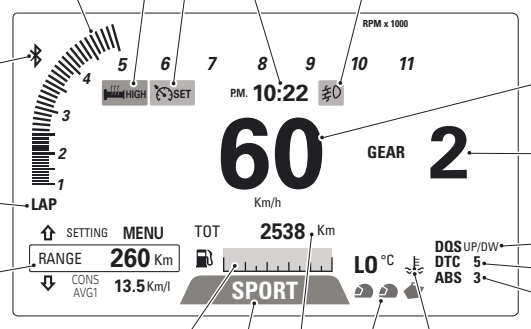 RPM x 1000
4 5 6 7 8 9 10 11
HIGH SET P.M. 10:22
3
60
GEAR 2
2
Km/h
1
LAP
SETTING MENU TOT 2538 Km
RANGE 260 Km
CONS AVG1 13.5 Km/l
LO °C
DQS UP/DW
DTC 5
ABS 3
SPORT